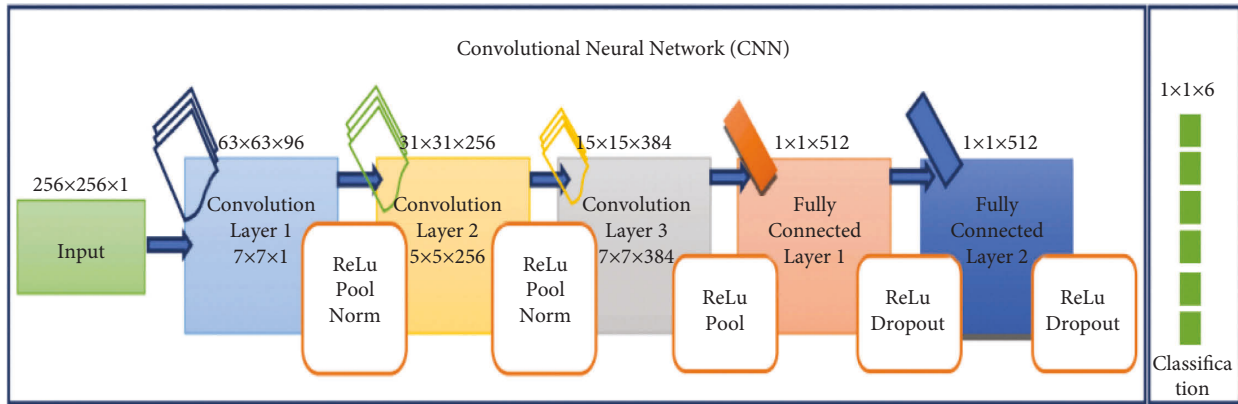 Convolutional Neural Network (CNN)
256×256×1
Input
63×63×96
Convolution
Layer 1
7×7×1
ReLu
Pool
Norm
31×31×256
Convolution
Layer 2
5×5×256
ReLu
Pool
Norm
15×15×384
Convolution
Layer 3
7×7×384
ReLu
Pool
1×1×512
Fully
Connected
Layer 1
ReLu
Dropout
1×1×512
Fully
Connected
Layer 2
ReLu
Dropout
1×1×6
Classifica
tion